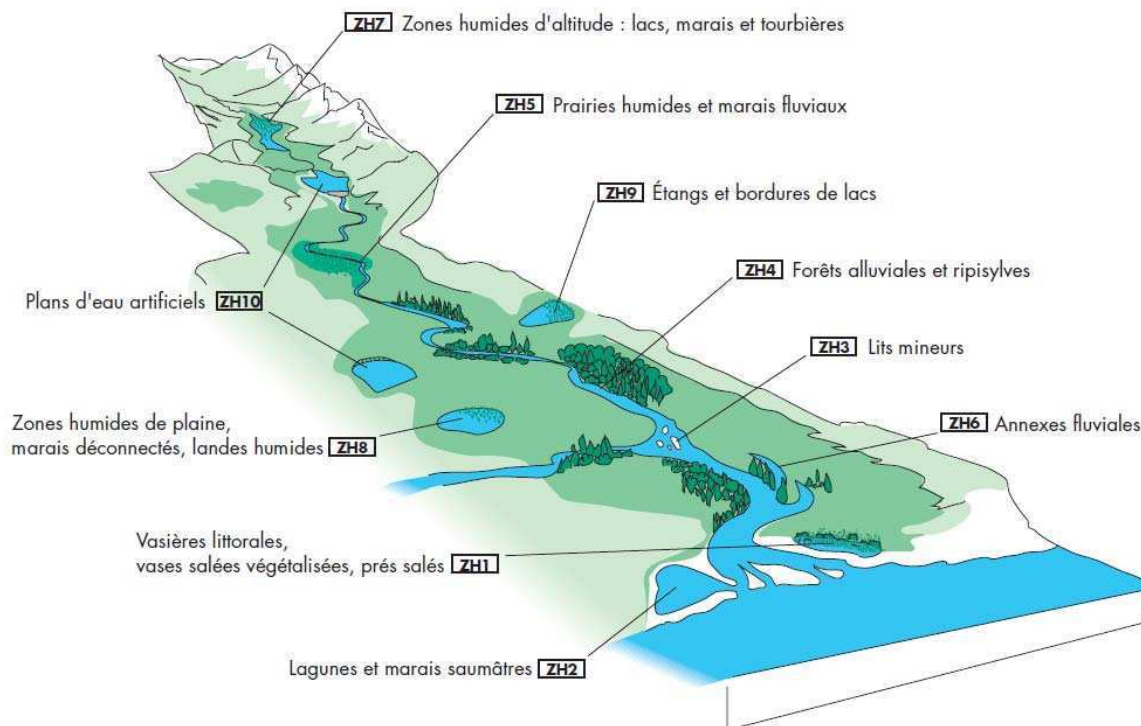 ZH7 Zones humides d'altitude : lacs, marais et tourbières
ZH5 Prairies humides et marais fluviaux
ZH9 Étangs et bordures de lacs
ZH4 Forêts alluviales et ripisylves
Plans d'eau artificiels ZH10
ZH3 Lits mineurs
Zones humides de plaine,
marais déconnectés, landes humides ZH8
ZH6 Annexes fluviales
Vasières littorales,
vases salées végétalisées, prés salés ZH1
Lagunes et marais saumâtres ZH2